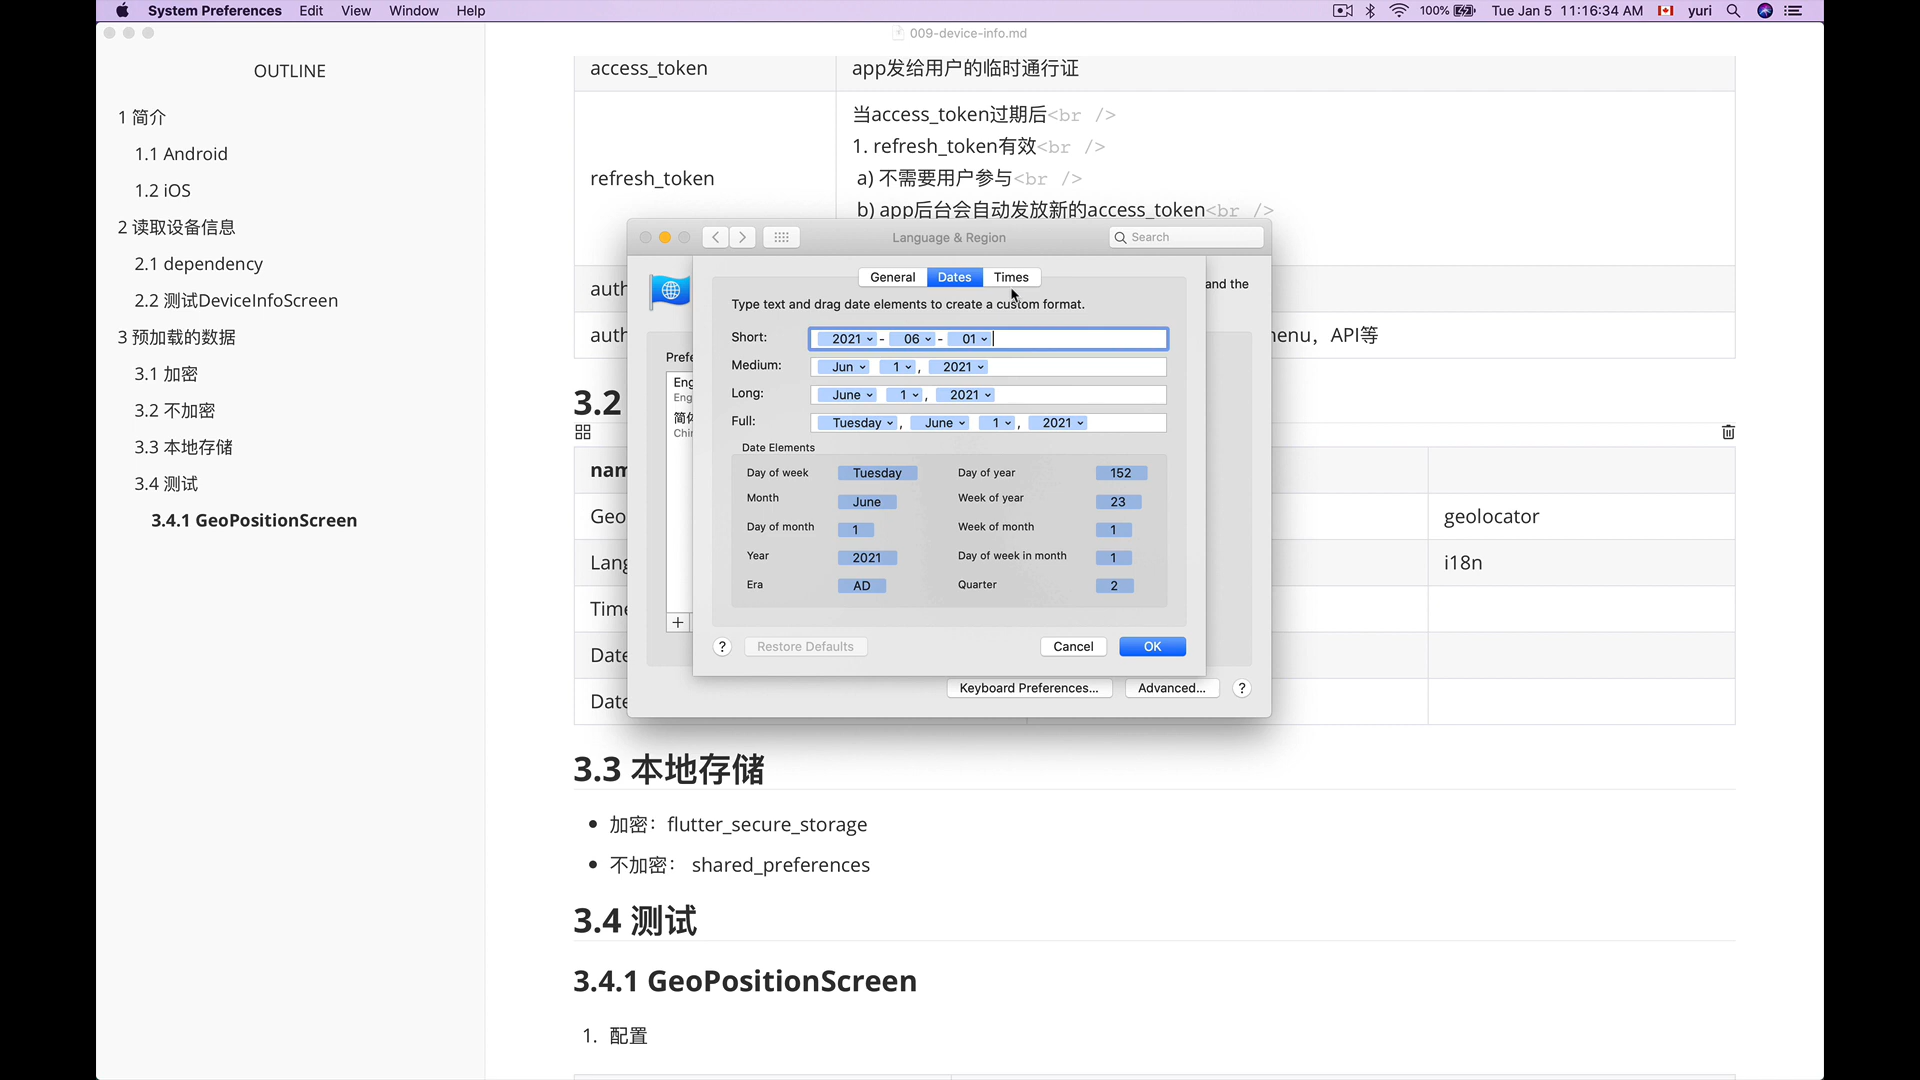 System Preferences Edit View Window Help
100% Tue Jan 5 11:16:34 AM yuri
009-device-info.md
OUTLINE
1 简介
1.1 Android
1.2 iOS
2 读取设备信息
2.1 dependency
2.2 测试DeviceInfoScreen
3 预加载的数据
3.1 加密
3.2 不加密
3.3 本地存储
3.4 测试
3.4.1 GeoPositionScreen
access_token app发给用户的临时通行证
当access_token过期后<br />
1. refresh_token有效<br />
refresh_token
a) 不需要用户参与<br />
b) app后台会自动发放新的access_token<br />
Language & Region
Search
and the
General Dates Times
Type text and drag date elements to create a custom format.
Short: 2021 - 06 - 01
Medium: Jun 1 , 2021
Long: June 1 , 2021
Full: Tuesday , June 1 , 2021
Date Elements
Day of week Tuesday Day of year 152
Month June Week of year 23
Day of month 1 Week of month 1
Year 2021 Day of week in month 1
Era AD Quarter 2
? Restore Defaults Cancel OK
+
Keyboard Preferences... Advanced... ?
menu，API等
3.2
geolocator
i18n
3.3 本地存储
加密：flutter_secure_storage
不加密： shared_preferences
3.4 测试
3.4.1 GeoPositionScreen
1. 配置